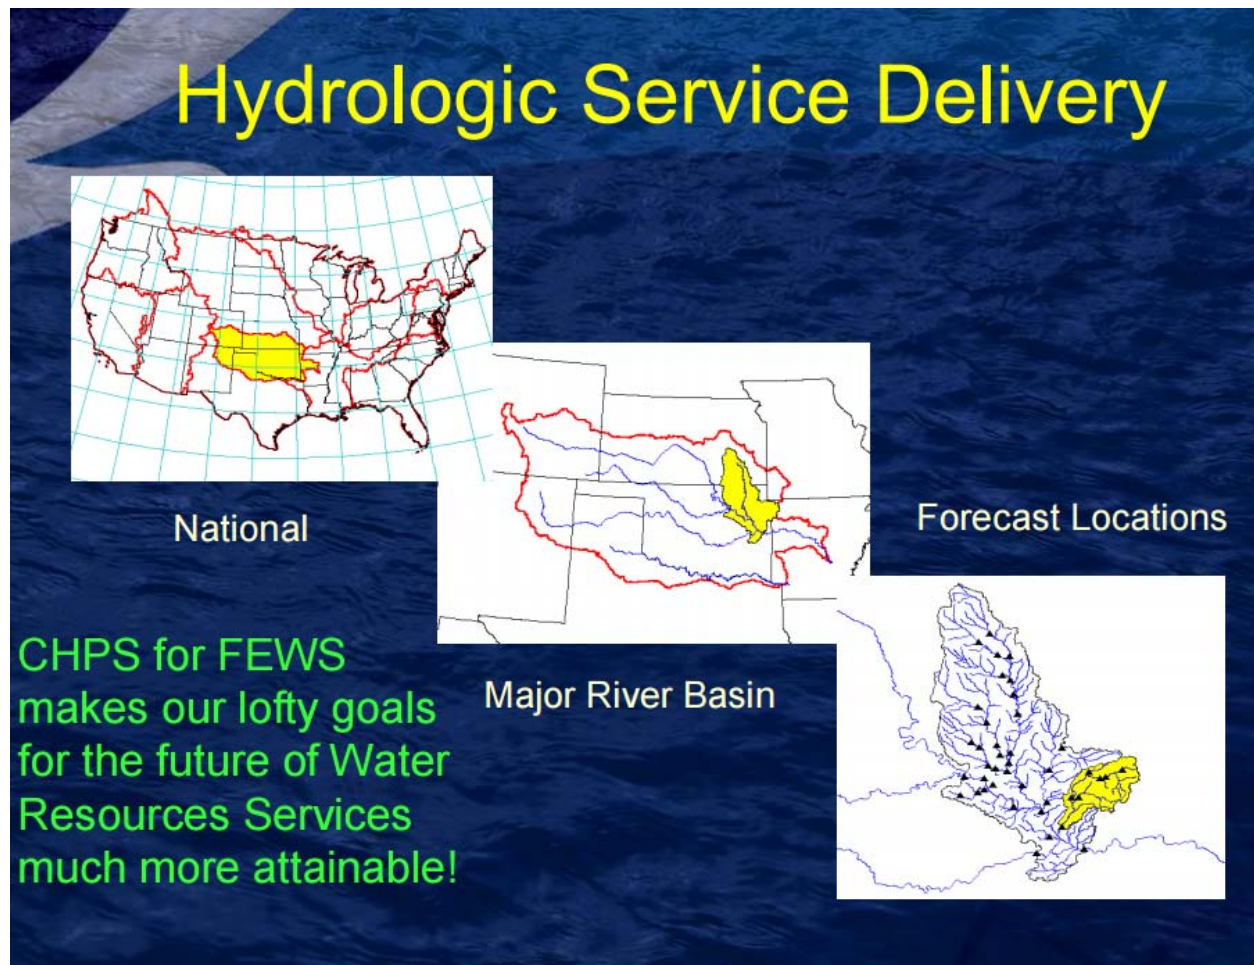 Hydrologic Service Delivery
National
Forecast Locations
Major River Basin
CHPS for FEWS
makes our lofty goals
for the future of Water
Resources Services
much more attainable!